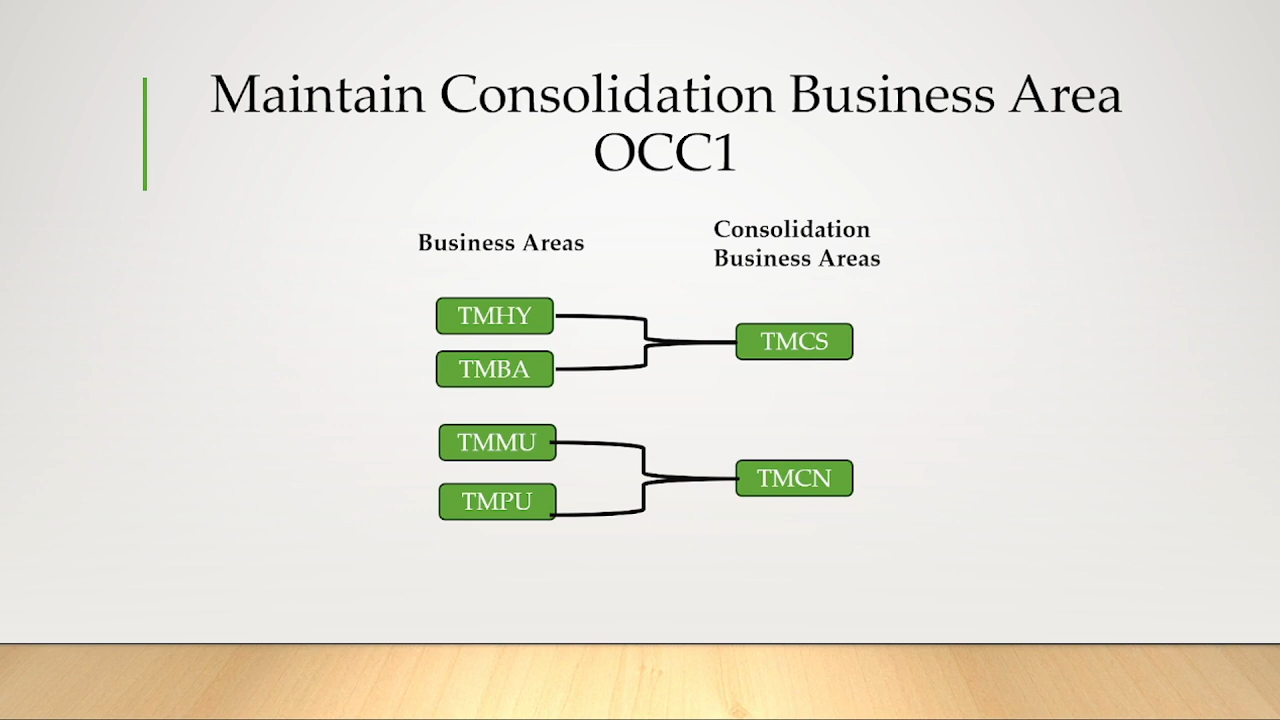 Maintain Consolidation Business Area
OCC1
Business Areas
Consolidation
Business Areas
TMHY
TMCS
TMBA
TMMU
TMCN
TMPU